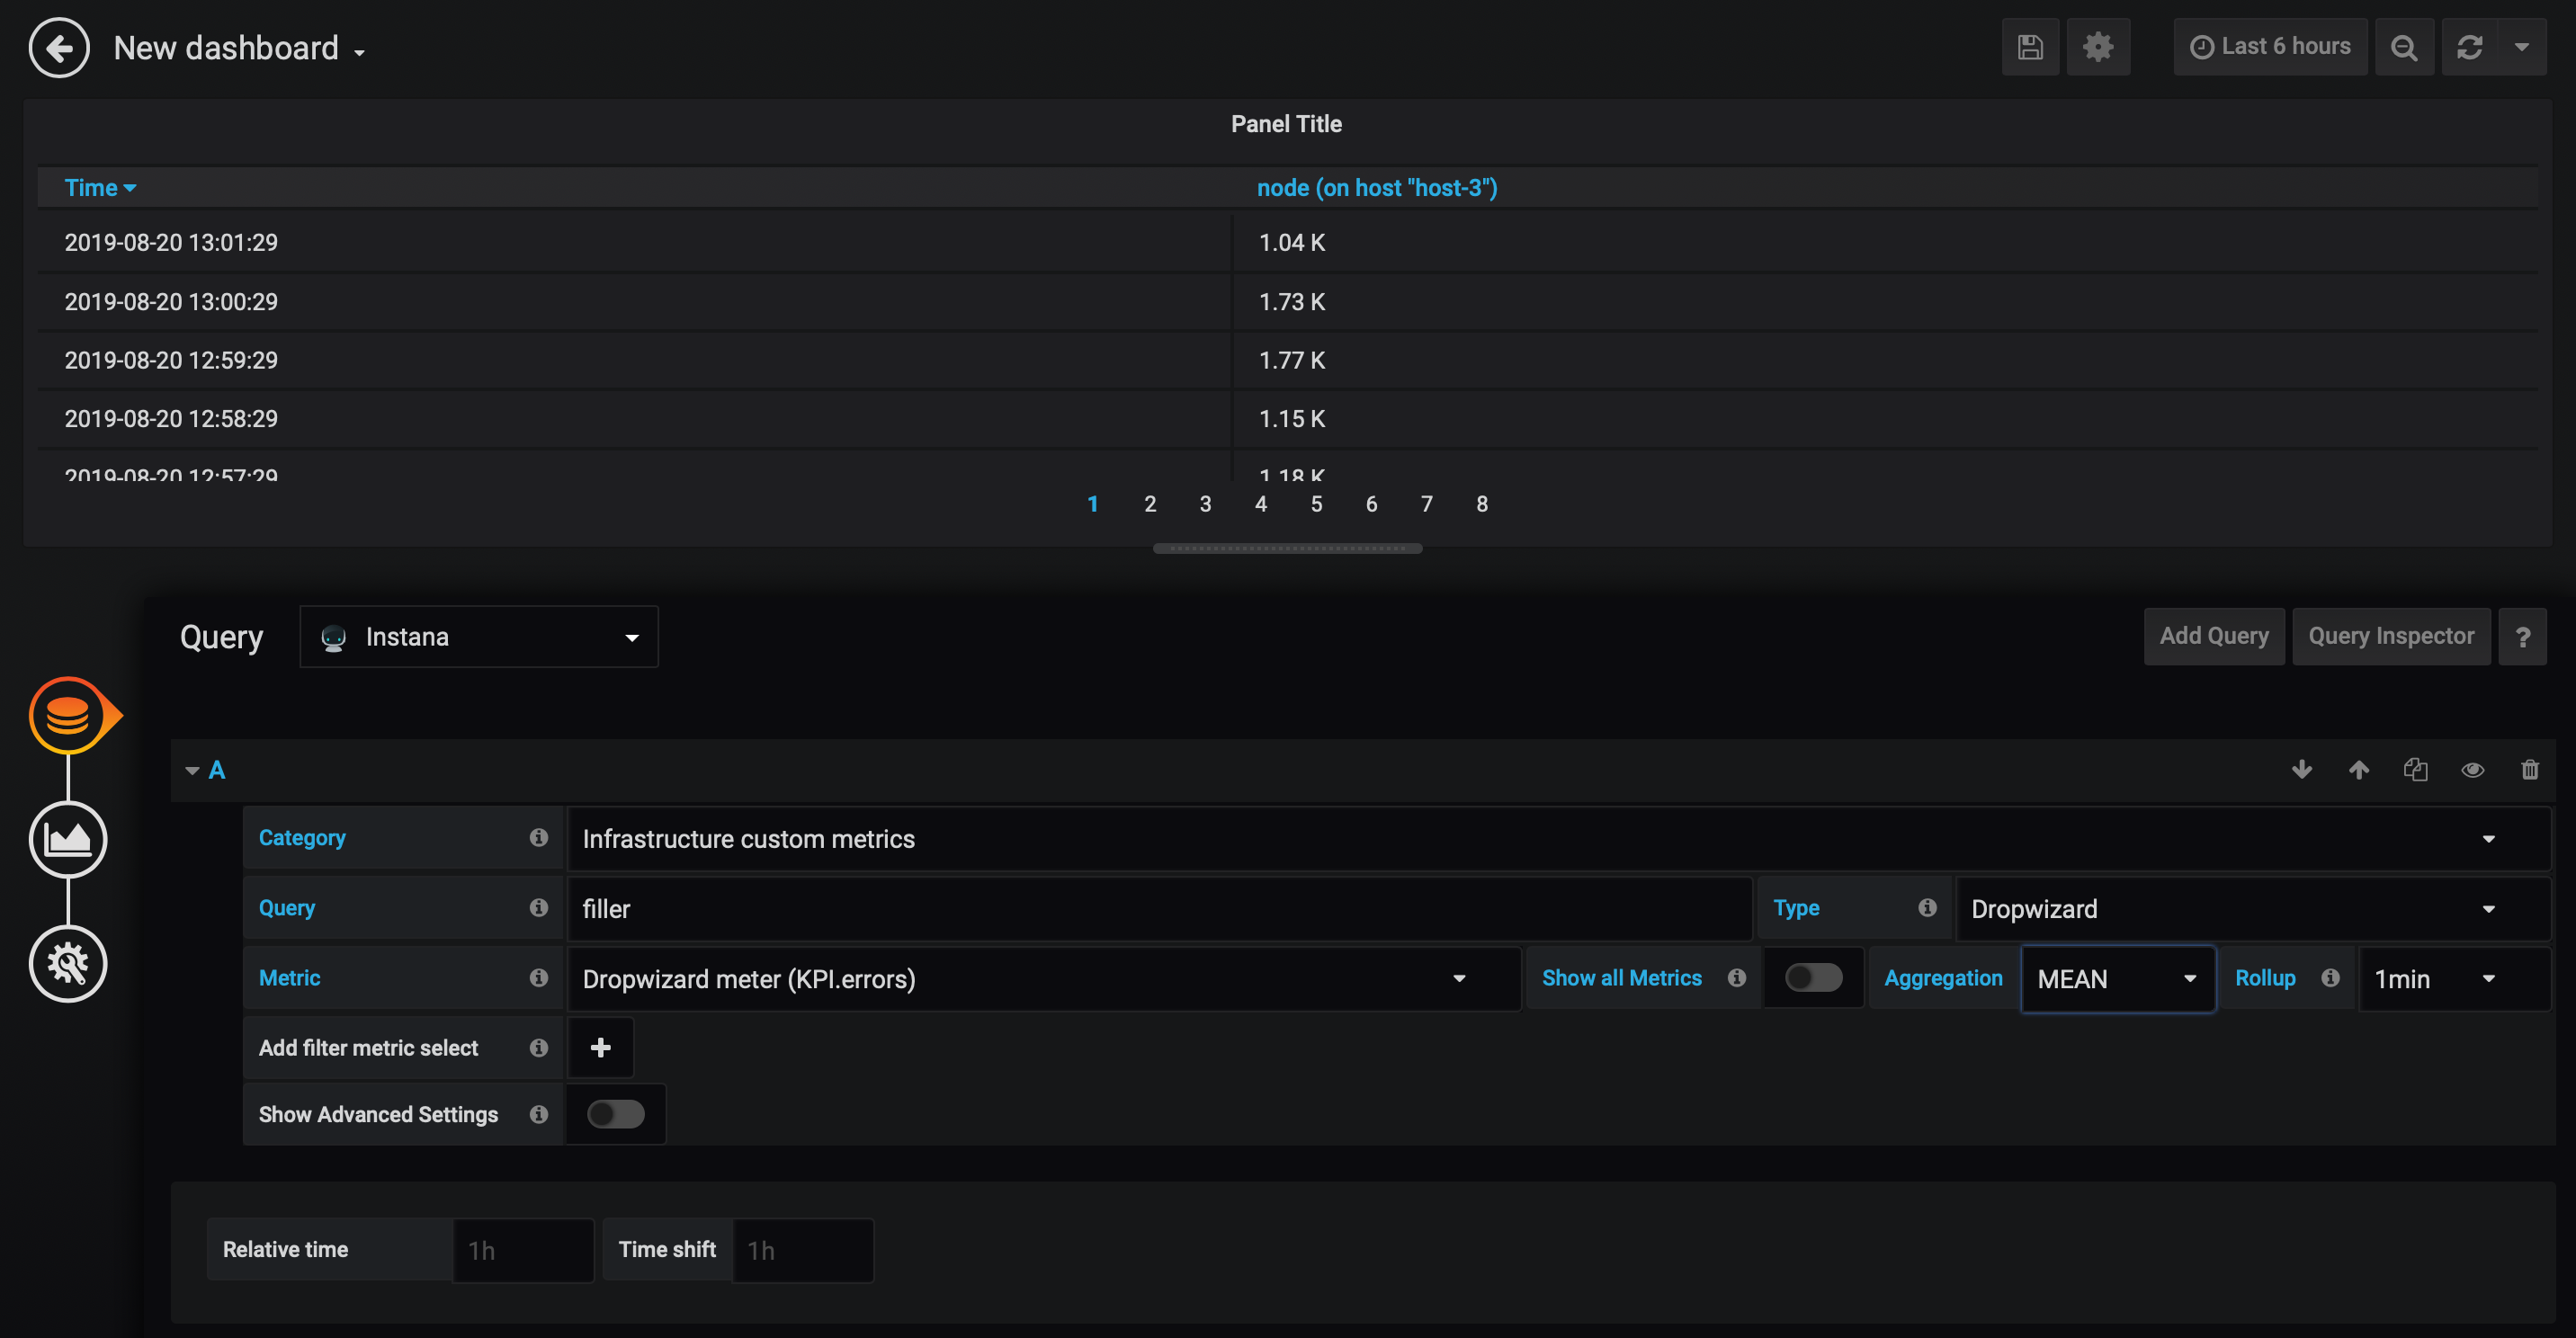 New dashboard
Last 6 hours
Panel Title
Time node (on host "host-3")
2019-08-20 13:01:29 1.04 K
2019-08-20 13:00:29 1.73 K
2019-08-20 12:59:29 1.77 K
2019-08-20 12:58:29 1.15 K
2019-08-20 12:57:29 1.18 K
1 2 3 4 5 6 7 8
Query Instana Add Query Query Inspector ?
A
Category Infrastructure custom metrics
Query filler Type Dropwizard
Metric Dropwizard meter (KPI.errors) Show all Metrics Aggregation MEAN Rollup 1min
Add filter metric select
Show Advanced Settings
Relative time 1h Time shift 1h